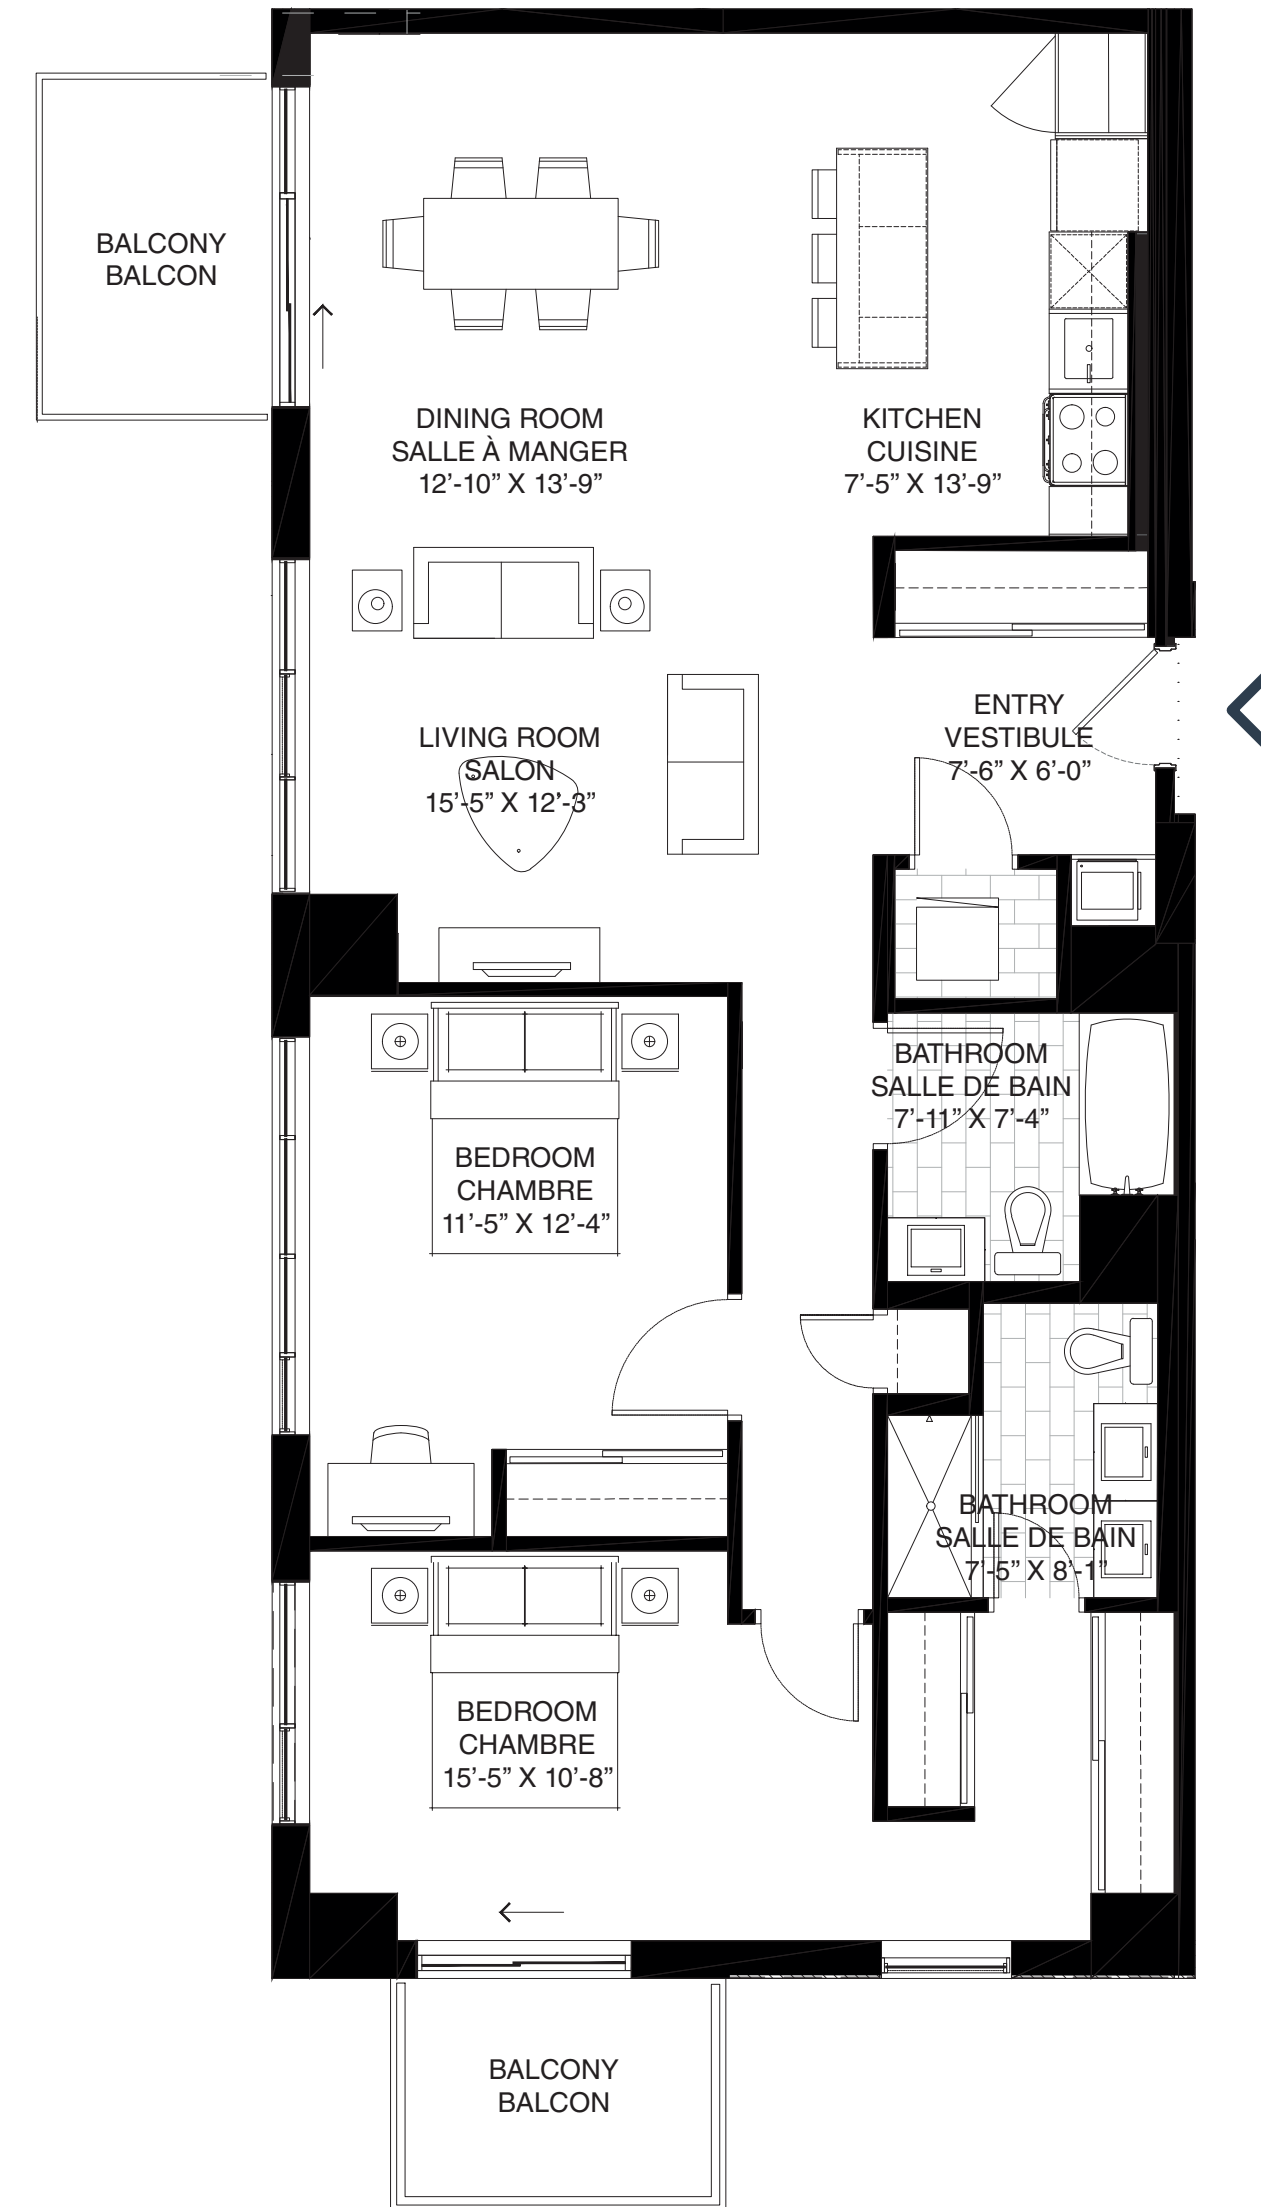 BALCONY
BALCON
DINING ROOM
SALLE À MANGER
12’-10” X 13’-9”
KITCHEN
CUISINE
7’-5” X 13’-9”
ENTRY
VESTIBULE
7’-6” X 6’-0”
LIVING ROOM
SALON
15’-5” X 12’-3”
BATHROOM
SALLE DE BAIN
7’-11” X 7’-4”
BEDROOM
CHAMBRE
11’-5” X 12’-4”
BATHROOM
SALLE DE BAIN
7’-5” X 8’-1”
BEDROOM
CHAMBRE
15’-5” X 10’-8”
BALCONY
BALCON